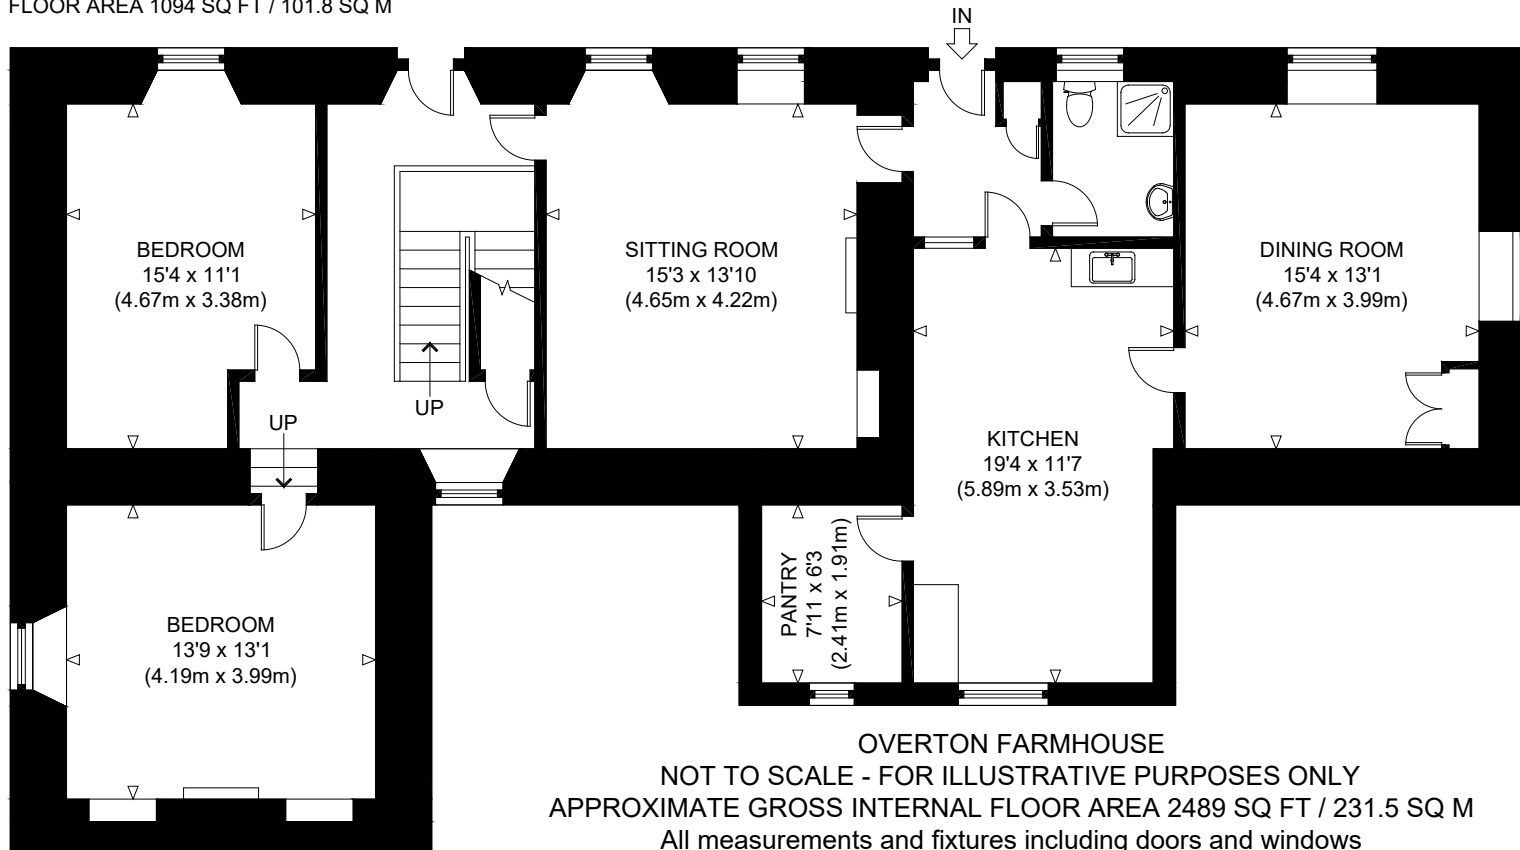 FLOOR AREA 1094 SQ FT / 101.8 SQ M
IN
BEDROOM
15'4 x 11'1
(4.67m x 3.38m)
SITTING ROOM
15'3 x 13'10
(4.65m x 4.22m)
DINING ROOM
15'4 x 13'1
(4.67m x 3.99m)
UP
UP
KITCHEN
19'4 x 11'7
(5.89m x 3.53m)
PANTRY
7'11 x 6'3
(2.41m x 1.91m)
BEDROOM
13'9 x 13'1
(4.19m x 3.99m)
OVERTON FARMHOUSE
NOT TO SCALE - FOR ILLUSTRATIVE PURPOSES ONLY
APPROXIMATE GROSS INTERNAL FLOOR AREA 2489 SQ FT / 231.5 SQ M
All measurements and fixtures including doors and windows